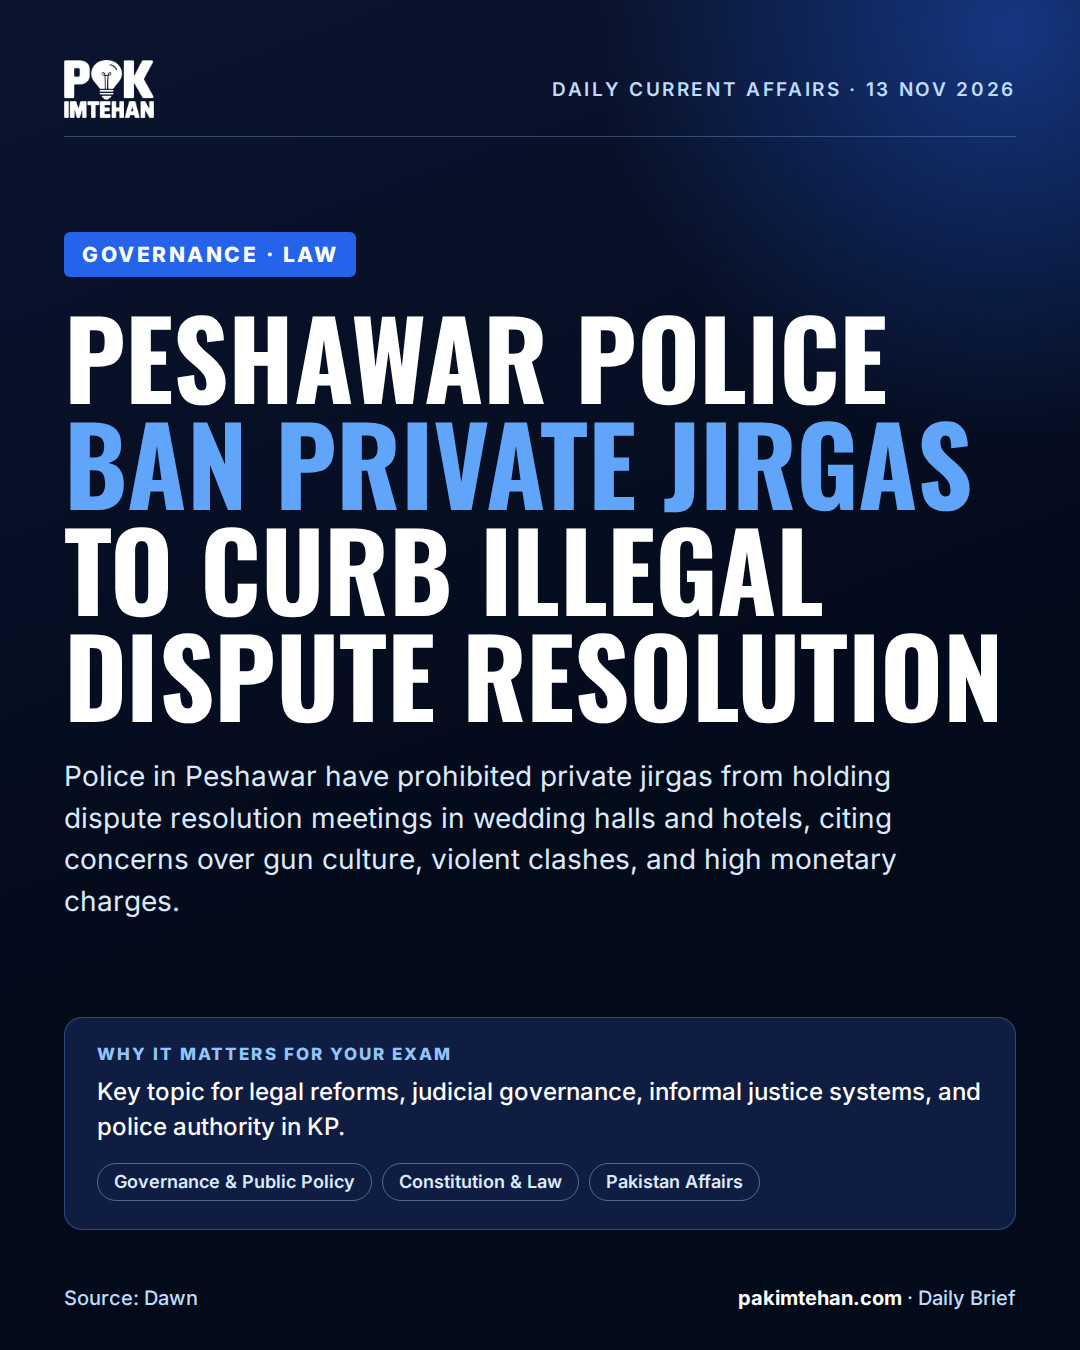 PAK
IMTEHAN
DAILY CURRENT AFFAIRS · 13 NOV 2026
GOVERNANCE · LAW
PESHAWAR POLICE
BAN PRIVATE JIRGAS
TO CURB ILLEGAL
DISPUTE RESOLUTION
Police in Peshawar have prohibited private jirgas from holding
dispute resolution meetings in wedding halls and hotels, citing
concerns over gun culture, violent clashes, and high monetary
charges.
WHY IT MATTERS FOR YOUR EXAM
Key topic for legal reforms, judicial governance, informal justice systems, and
police authority in KP.
Governance & Public Policy
Constitution & Law
Pakistan Affairs
Source: Dawn
pakimtehan.com · Daily Brief